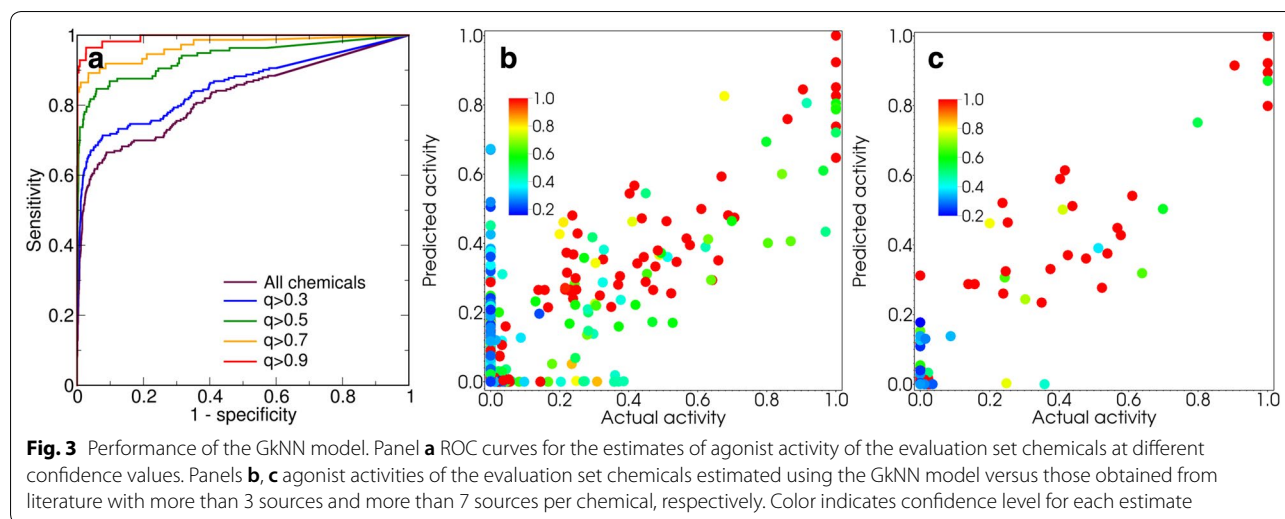 a
1
0.8
0.6
0.4
0.2
0
0
0.2
0.4
0.6
0.8
1
Sensitivity
1 - specificity
All chemicals
q>0.3
q>0.5
q>0.7
q>0.9
b
1.0
0.8
0.6
0.4
0.2
0.0
0.0
0.2
0.4
0.6
0.8
1.0
Predicted activity
Actual activity
1.0
0.8
0.6
0.4
0.2
c
1.0
0.8
0.6
0.4
0.2
0.0
0.0
0.2
0.4
0.6
0.8
1.0
Predicted activity
Actual activity
1.0
0.8
0.6
0.4
0.2
Fig. 3 Performance of the GkNN model. Panel a ROC curves for the estimates of agonist activity of the evaluation set chemicals at different
confidence values. Panels b, c agonist activities of the evaluation set chemicals estimated using the GkNN model versus those obtained from
literature with more than 3 sources and more than 7 sources per chemical, respectively. Color indicates confidence level for each estimate